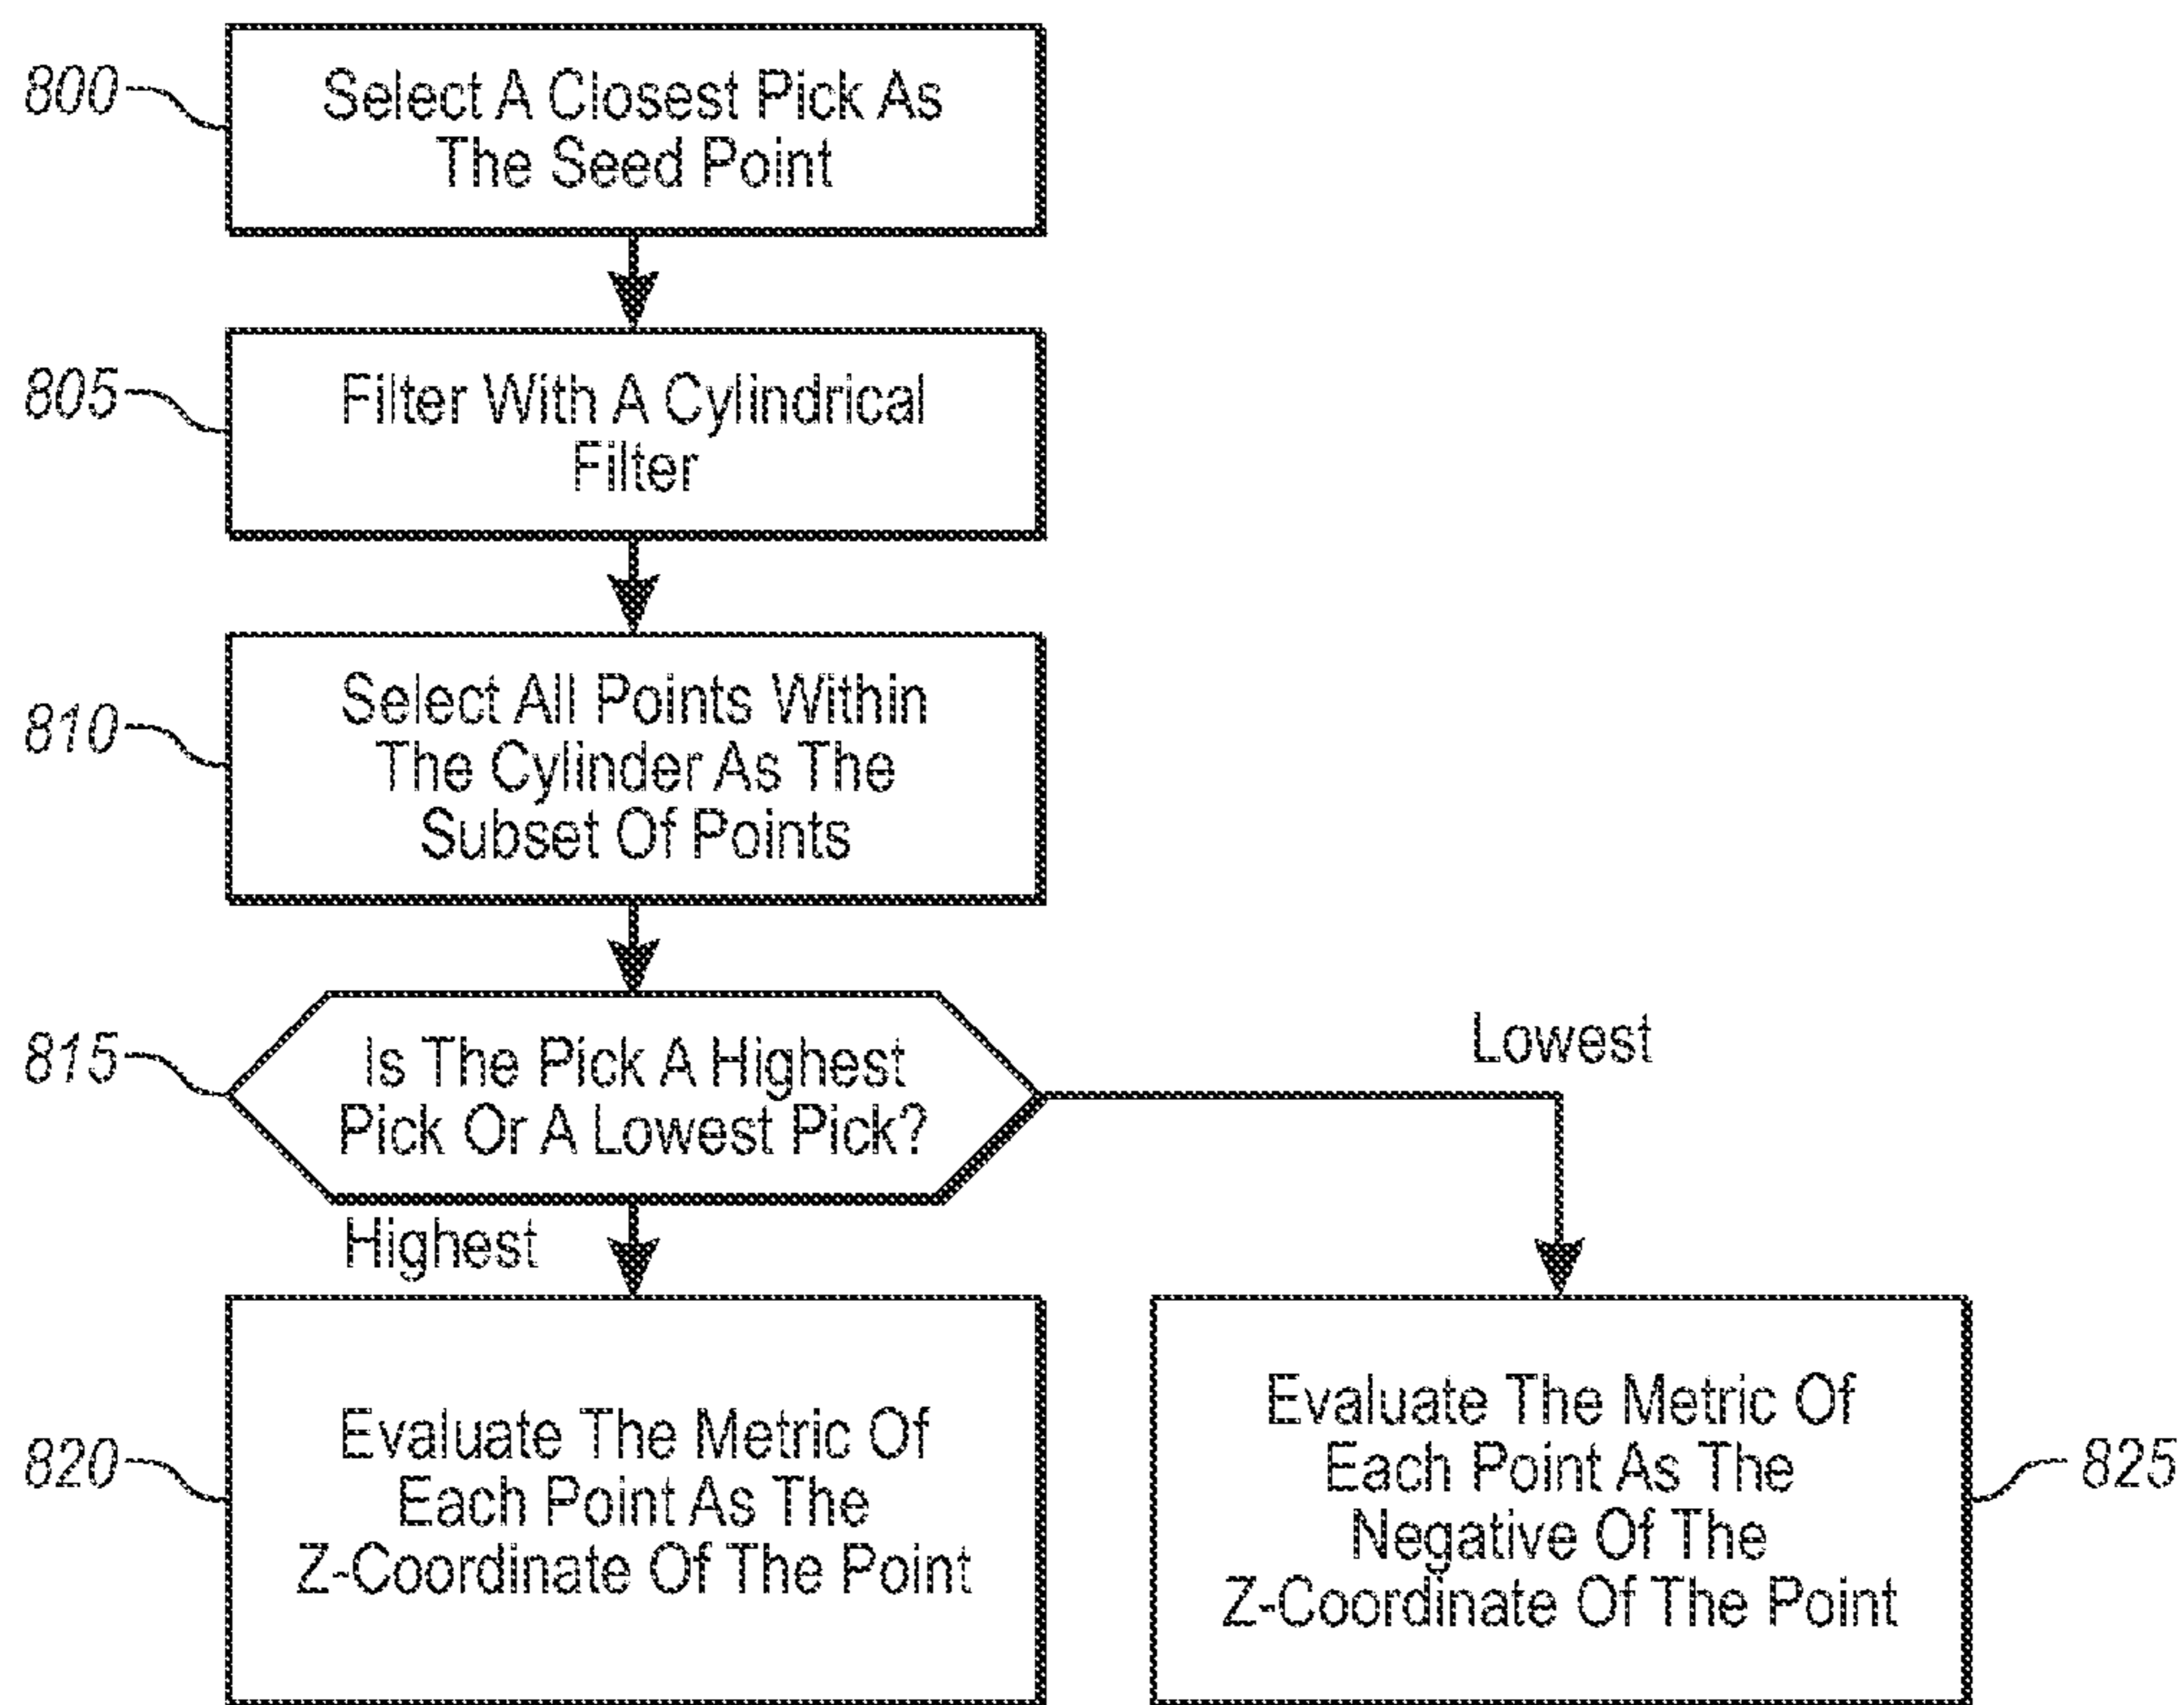 800
Select A Closest Pick As
The Seed Point
805
Filter With A Cylindrical
Filter
810
Select All Points Within
The Cylinder As The
Subset Of Points
815
Is The Pick A Highest
Pick Or A Lowest Pick?
Lowest
Highest
820
Evaluate The Metric Of
Each Point As The
Z-Coordinate Of The Point
Evaluate The Metric Of
Each Point As The
Negative Of The
Z-Coordinate Of The Point
825